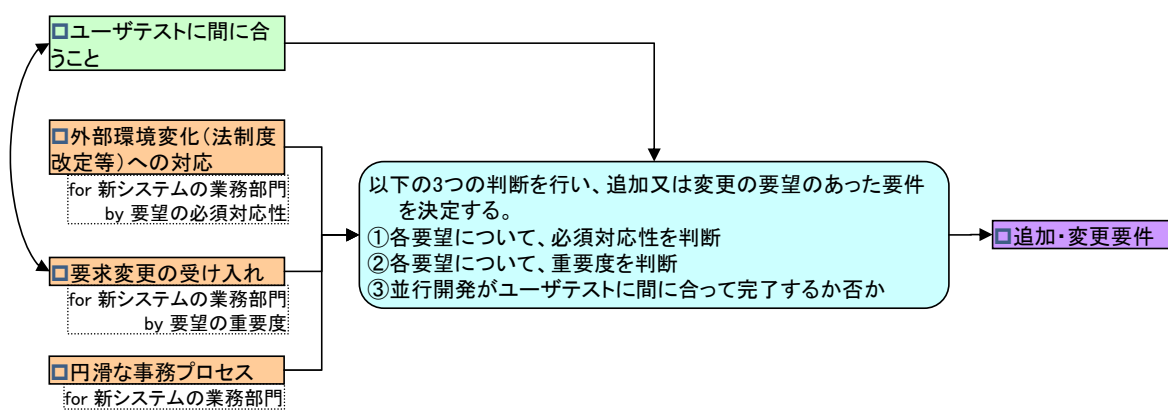 ユーザテストに間に合
うこと
外部環境変化(法制度
改定等)への対応
for 新システムの業務部門
by 要望の必須対応性
要求変更の受け入れ
for 新システムの業務部門
by 要望の重要度
円滑な事務プロセス
for 新システムの業務部門
以下の3つの判断を行い、追加又は変更の要望のあった要件
を決定する。
①各要望について、必須対応性を判断
②各要望について、重要度を判断
③並行開発がユーザテストに間に合って完了するか否か
追加・変更要件